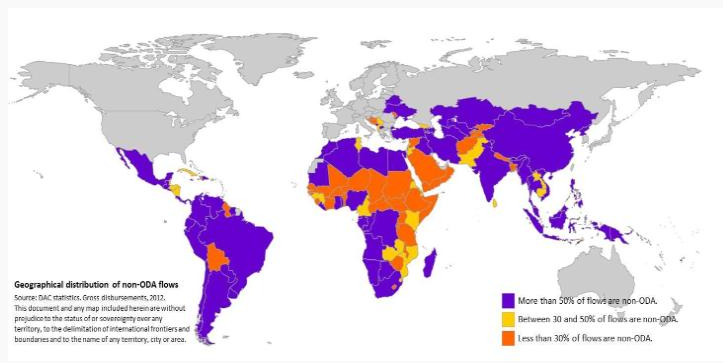 Geographical distribution of non-ODA flows
Source: DAC statistics. Gross disbursements, 2012.
This document and any map included herein are without
prejudice to the status of or sovereignty over any
territory, to the delimitation of international frontiers and
boundaries and to the name of any territory, city or area.
More than 50% of flows are non-ODA.
Between 30 and 50% of flows are non-ODA.
Less than 30% of flows are non-ODA.